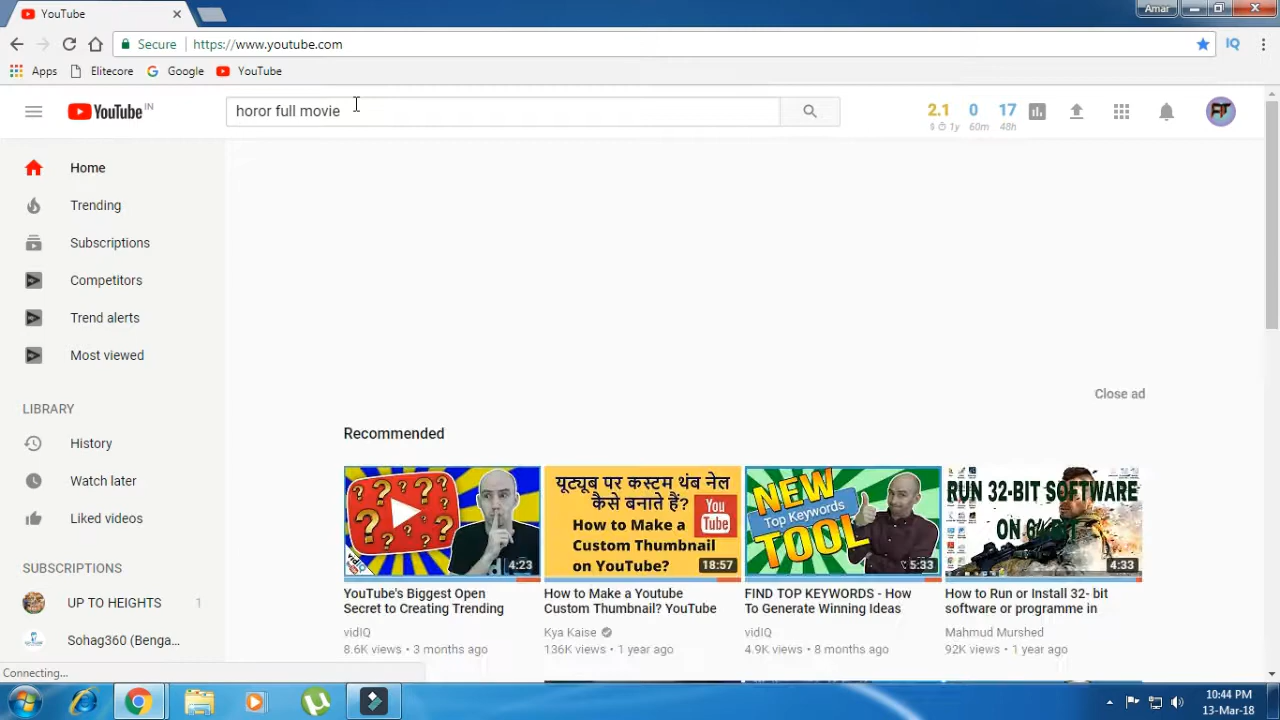 YouTube
Amar
Secure
https://www.youtube.com
IQ
Apps
Elitecore
Google
YouTube
YouTube IN
horor full movie
2.1
1y
0
60m
17
48h
Home
Trending
Subscriptions
Competitors
Trend alerts
Most viewed
LIBRARY
History
Watch later
Liked videos
SUBSCRIPTIONS
UP TO HEIGHTS 1
Sohag360 (Benga...
Close ad
Recommended
vidIQ
4:23
YouTube's Biggest Open
Secret to Creating Trending
vidIQ
8.6K views • 3 months ago
यूट्यूब पर कस्टम थंब नेल
कैसे बनाते हैं?
How to Make a
Custom Thumbnail
on YouTube?
You
Tube
18:57
How to Make a Youtube
Custom Thumbnail? YouTube
Kya Kaise
136K views • 1 year ago
NEW
Top Keywords
TOOL
5:33
FIND TOP KEYWORDS - How
To Generate Winning Ideas
vidIQ
4.9K views • 8 months ago
RUN 32-BIT SOFTWARE
ON 64 BIT
4:33
How to Run or Install 32- bit
software or programme in
Mahmud Murshed
92K views • 1 year ago
Connecting...
10:44 PM
13-Mar-18